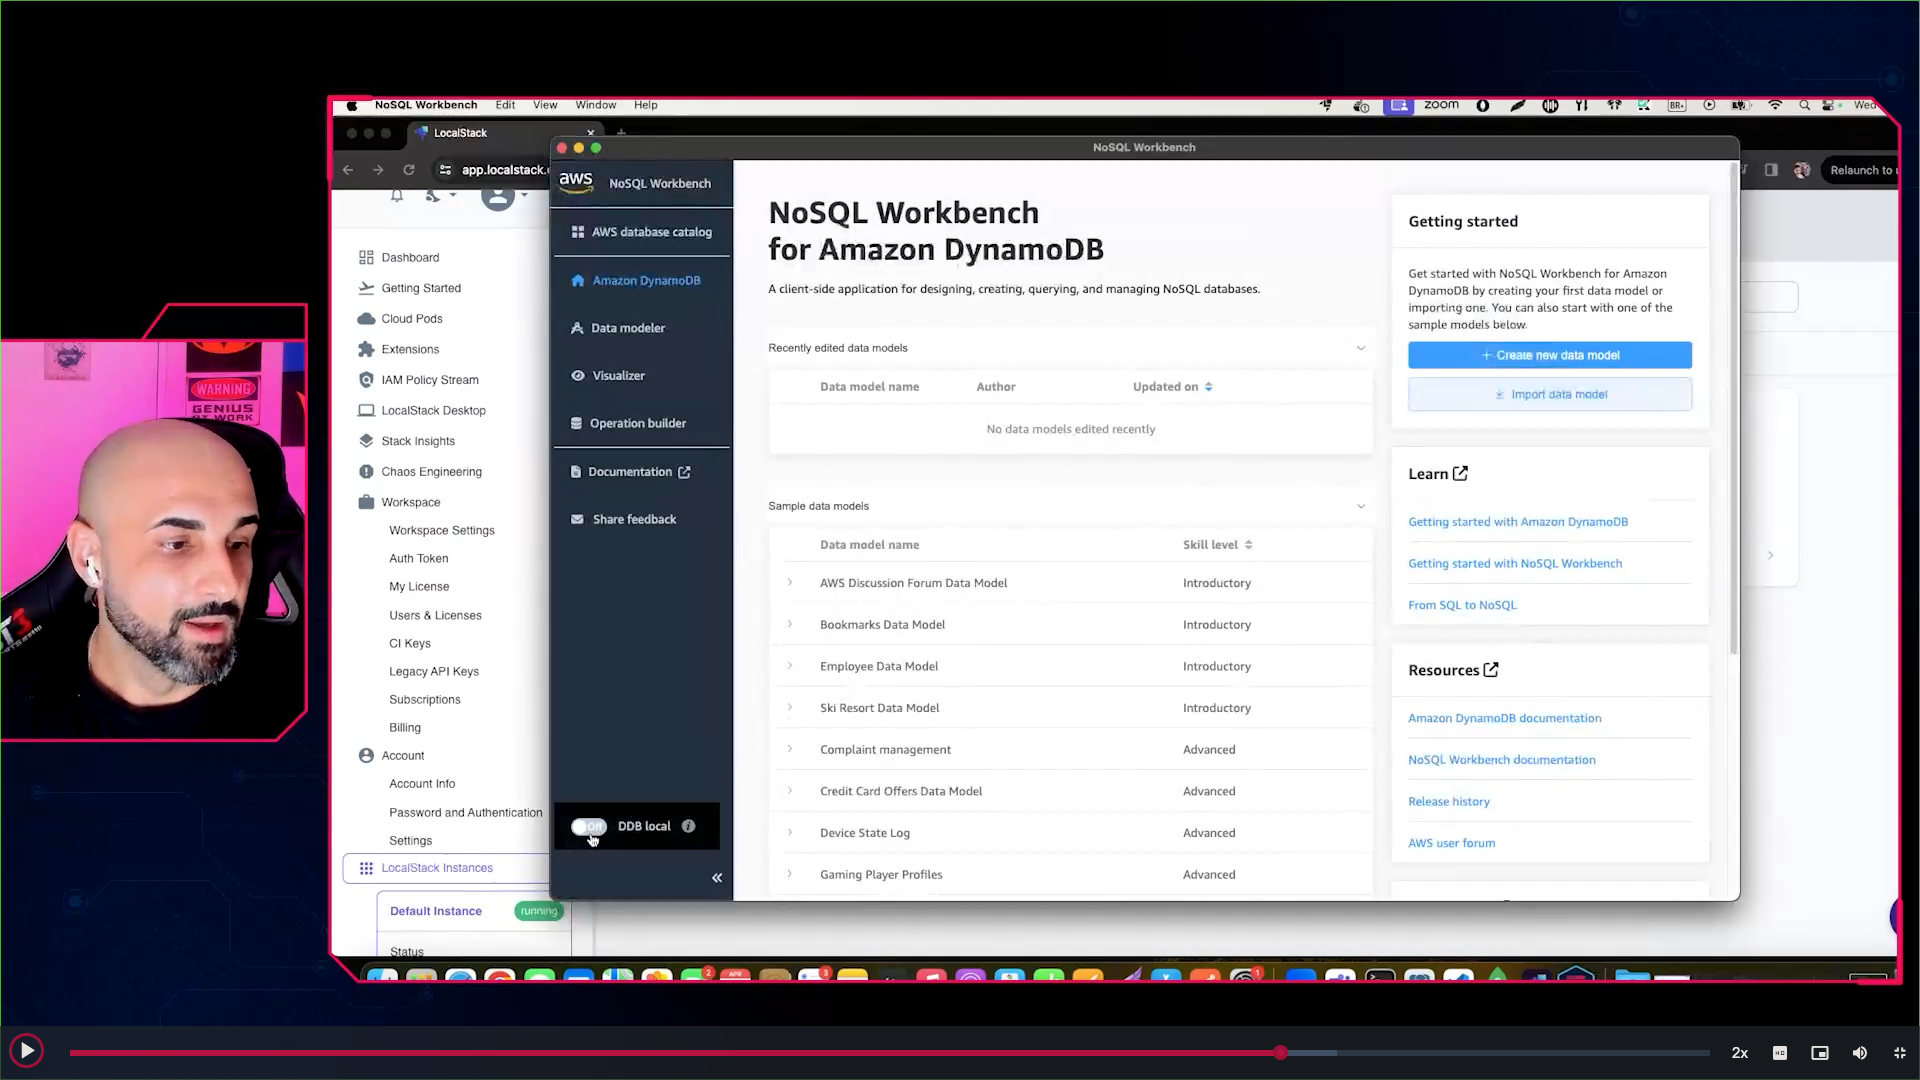 NoSQL Workbench Edit View Window Help
zoom
BR
Wed
LocalStack
app.localstack.
Relaunch to u
Dashboard
Getting Started
Cloud Pods
Extensions
IAM Policy Stream
LocalStack Desktop
Stack Insights
Chaos Engineering
Workspace
Workspace Settings
Auth Token
My License
Users & Licenses
CI Keys
Legacy API Keys
Subscriptions
Billing
Account
Account Info
Password and Authentication
Settings
LocalStack Instances
Default Instance running
Status
NoSQL Workbench
aws NoSQL Workbench
AWS database catalog
Amazon DynamoDB
Data modeler
Visualizer
Operation builder
Documentation
Share feedback
Off DDB local
NoSQL Workbench
for Amazon DynamoDB
A client-side application for designing, creating, querying, and managing NoSQL databases.
Recently edited data models
Data model name Author Updated on
No data models edited recently
Sample data models
Data model name Skill level
AWS Discussion Forum Data Model Introductory
Bookmarks Data Model Introductory
Employee Data Model Introductory
Ski Resort Data Model Introductory
Complaint management Advanced
Credit Card Offers Data Model Advanced
Device State Log Advanced
Gaming Player Profiles Advanced
Getting started
Get started with NoSQL Workbench for Amazon
DynamoDB by creating your first data model or
importing one. You can also start with one of the
sample models below.
+ Create new data model
Import data model
Learn
Getting started with Amazon DynamoDB
Getting started with NoSQL Workbench
From SQL to NoSQL
Resources
Amazon DynamoDB documentation
NoSQL Workbench documentation
Release history
AWS user forum
WARNING
GENIUS
AT WORK
T3
2
APR
3
1
2x